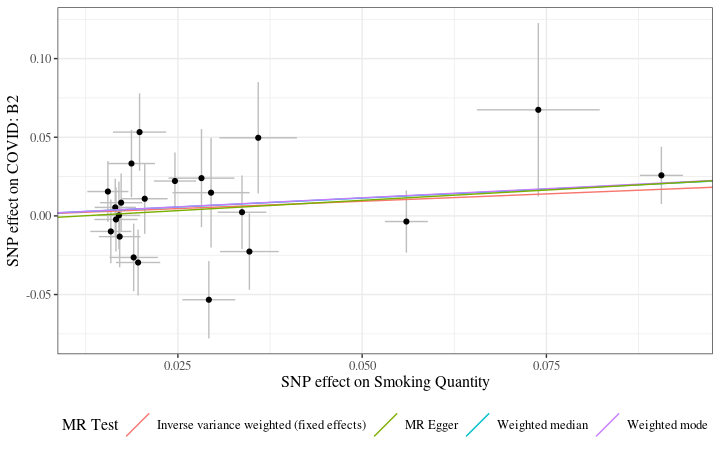 0.10
0.05
0.00
-0.05
SNP effect on COVID: B2
0.025
0.050
0.075
SNP effect on Smoking Quantity
MR Test
Inverse variance weighted (fixed effects)
MR Egger
Weighted median
Weighted mode